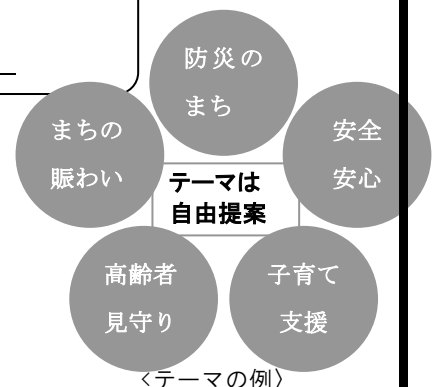 防災の
まち
まちの
賑わい
安全
安心
テーマは
自由提案
高齢者
見守り
子育て
支援
〈テーマの例〉